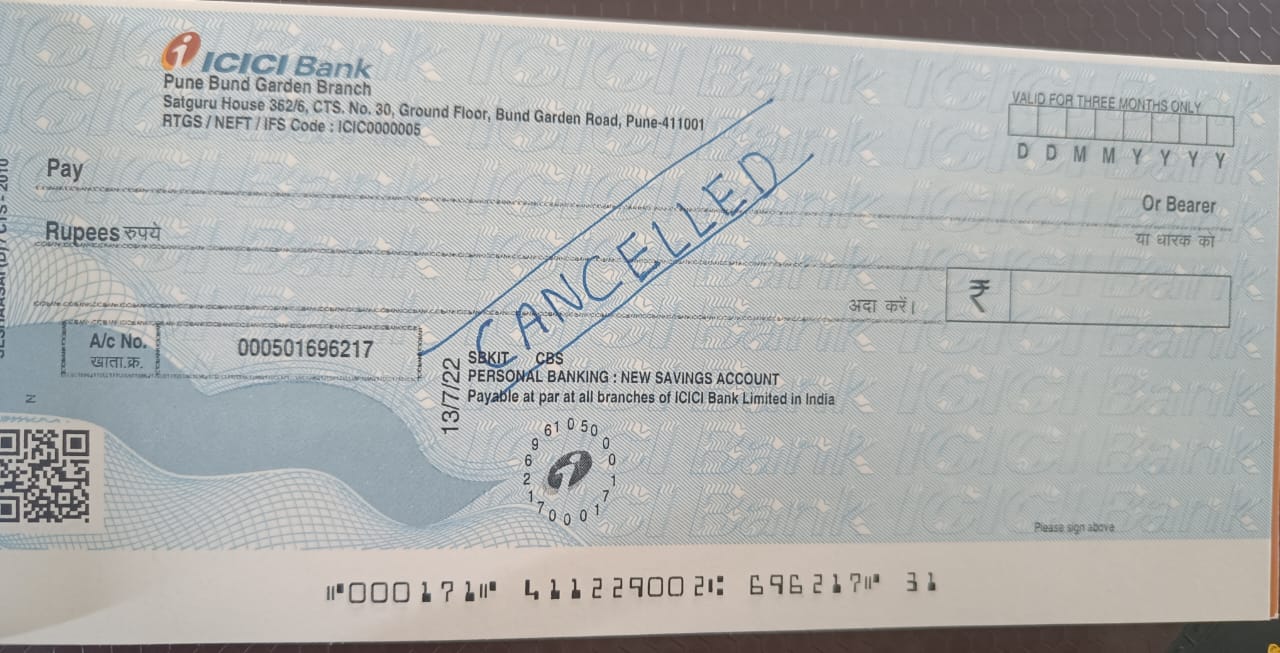 ICICI Bank
Pune Bund Garden Branch
Satguru House 362/6, CTS. No. 30, Ground Floor, Bund Garden Road, Pune-411001
RTGS / NEFT / IFS Code : ICIC0000005
VALID FOR THREE MONTHS ONLY
D D M M Y Y Y Y
Pay
Or Bearer
या धारक को
Rupees रुपये
अदा करें।
₹
CANCELLED
A/c No.
खाता.क्र.
000501696217
13/7/22
SBKIT CBS
PERSONAL BANKING : NEW SAVINGS ACCOUNT
Payable at par at all branches of ICICI Bank Limited in India
CTS - 2010
Please sign above
⑈000171⑈ 411229002⑆ 696217⑈ 31